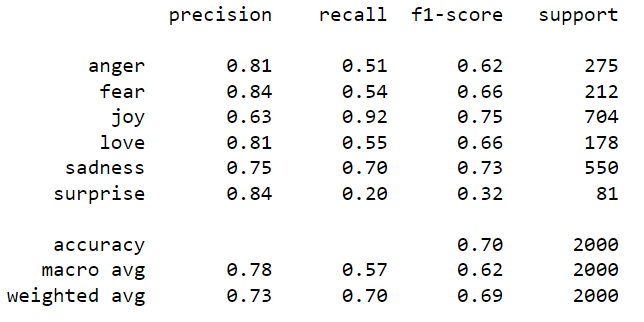 precision recall f1-score support
anger 0.81 0.51 0.62 275
fear 0.84 0.54 0.66 212
joy 0.63 0.92 0.75 704
love 0.81 0.55 0.66 178
sadness 0.75 0.70 0.73 550
surprise 0.84 0.20 0.32 81
accuracy 0.70 2000
macro avg 0.78 0.57 0.62 2000
weighted avg 0.73 0.70 0.69 2000